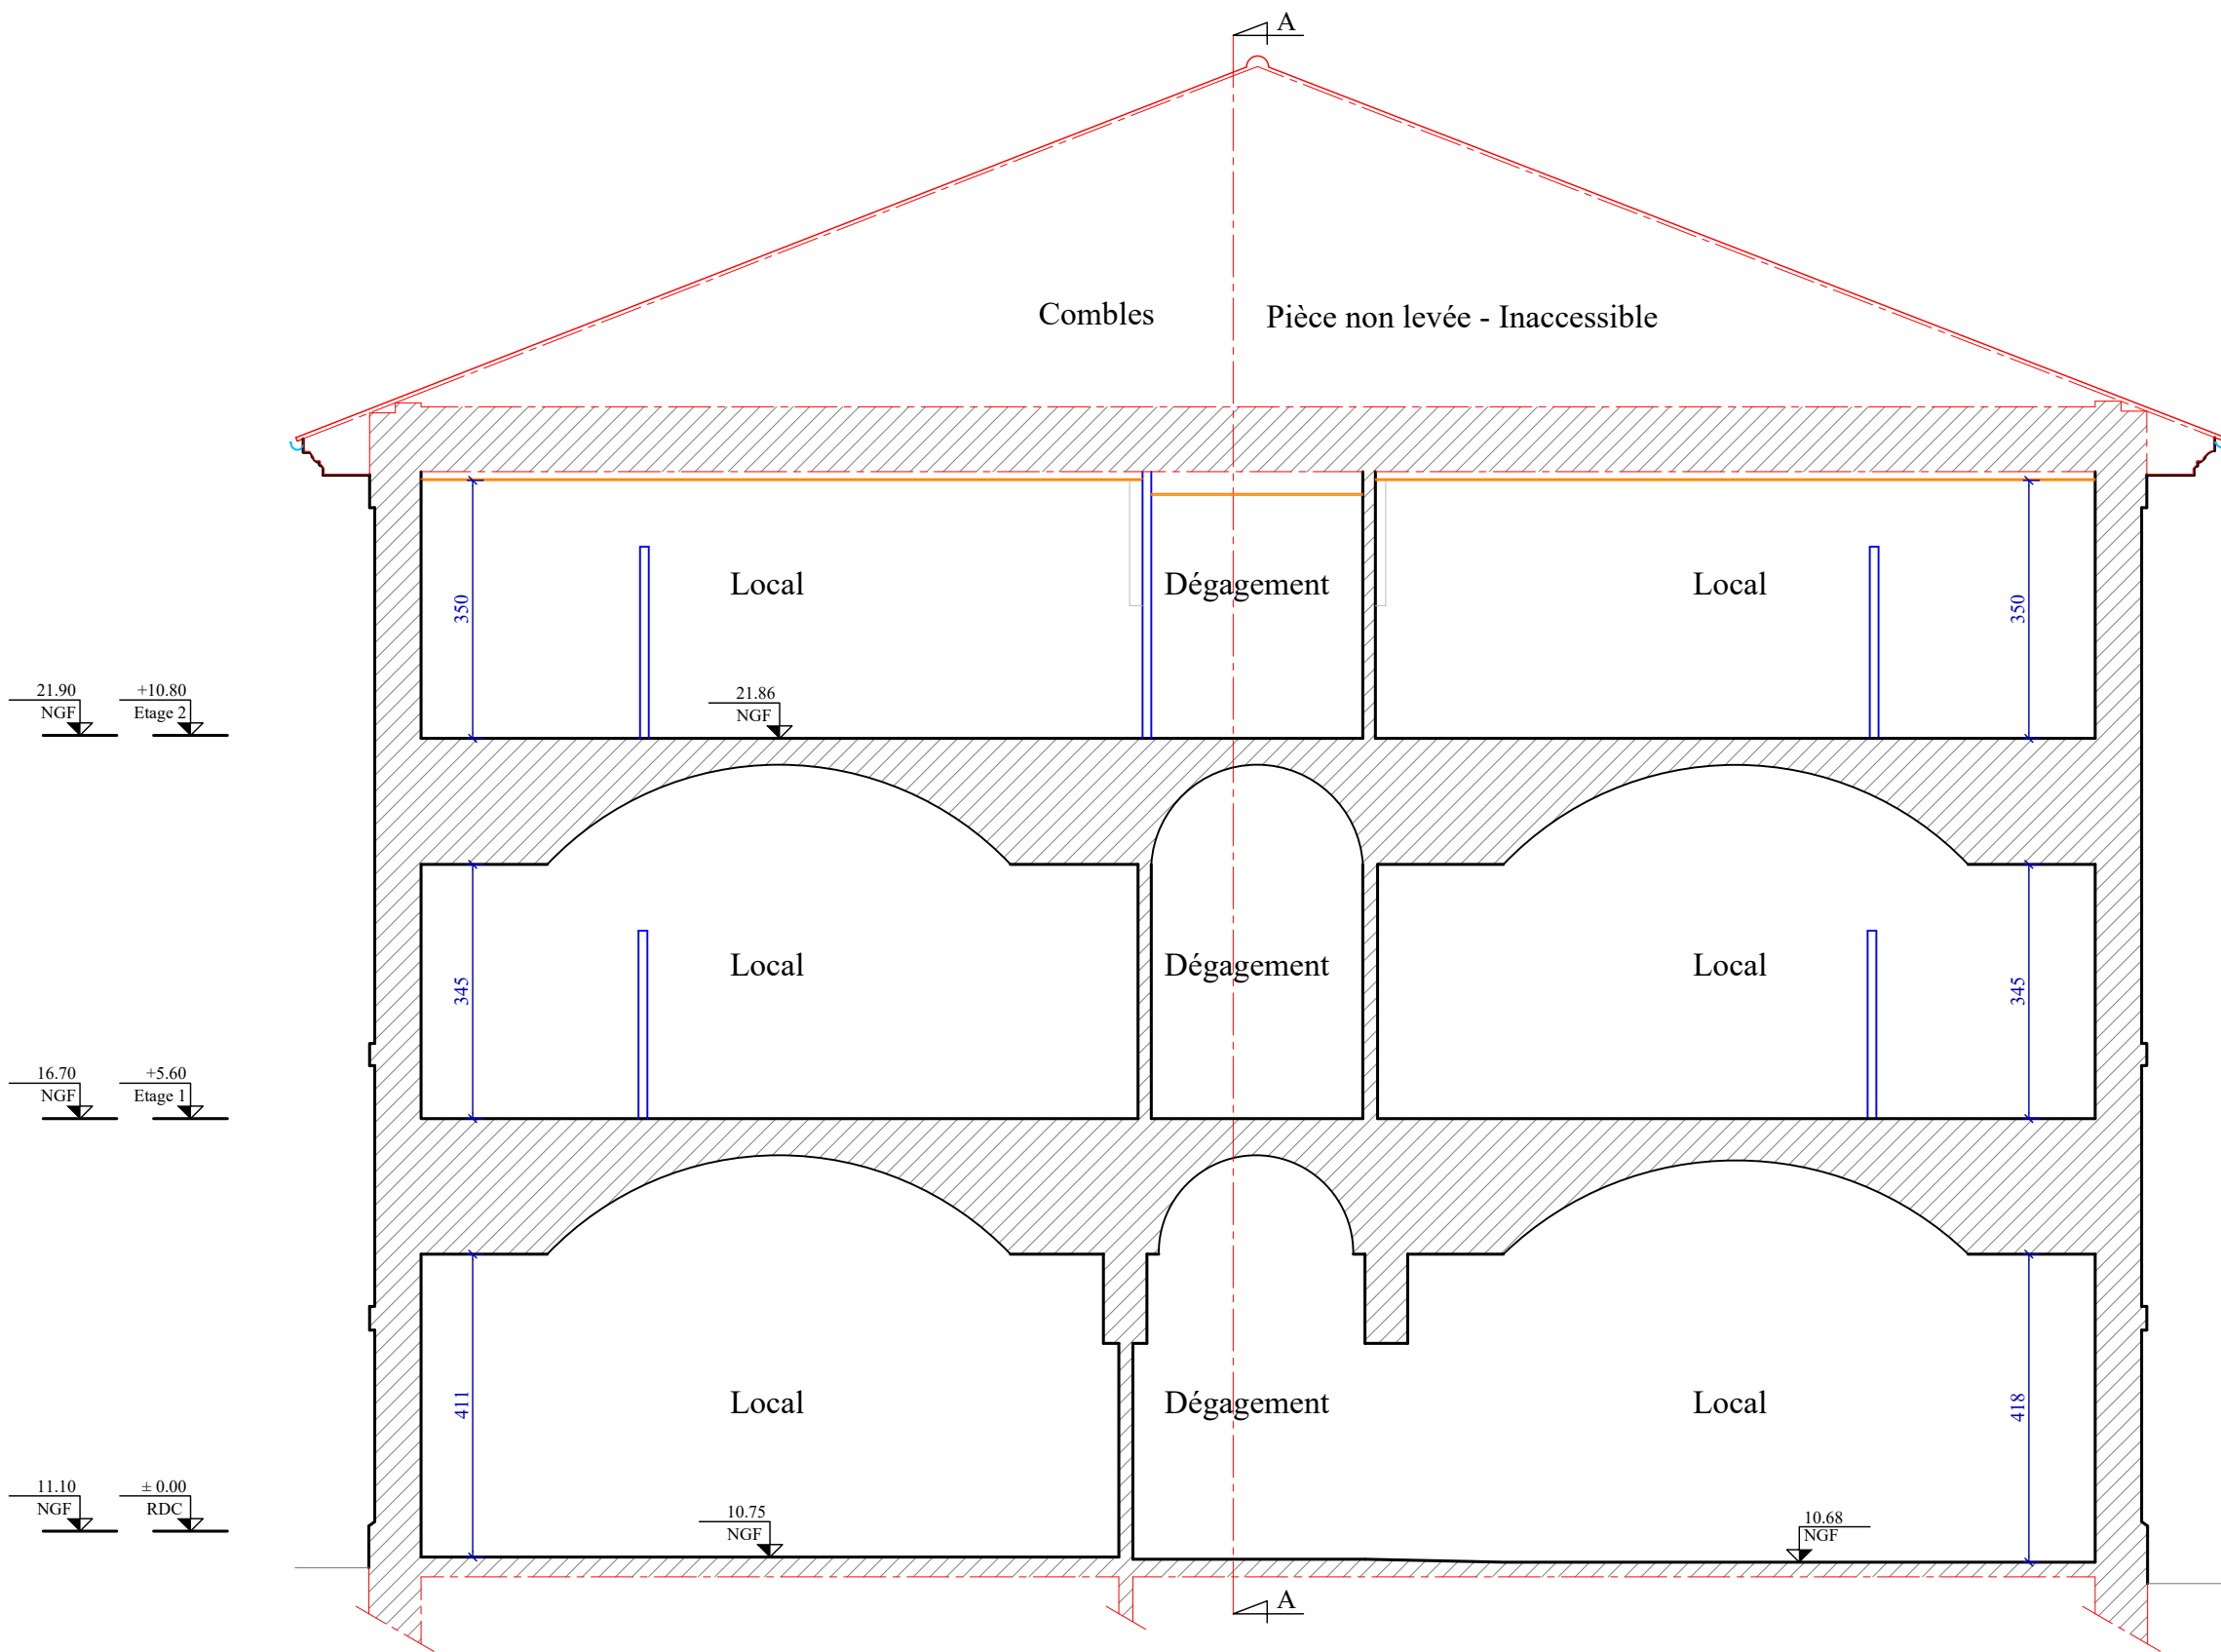 A
Combles
Pièce non levée - Inaccessible
350
Local
Dégagement
Local
350
21.90
NGF
+10.80
Etage 2
21.86
NGF
345
Local
Dégagement
Local
345
16.70
NGF
+5.60
Etage 1
411
Local
Dégagement
Local
418
11.10
NGF
± 0.00
RDC
10.75
NGF
10.68
NGF
A